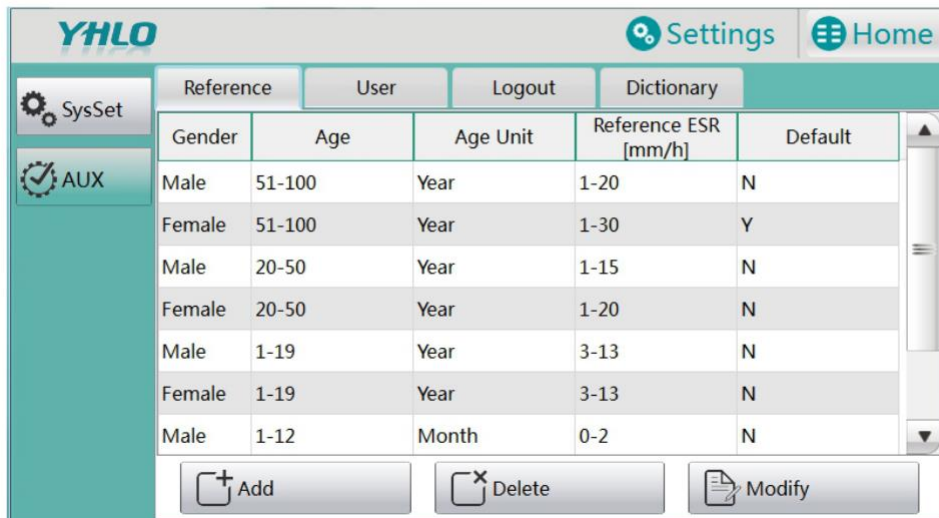 YHLO
Settings
Home
SysSet
AUX
Reference User Logout Dictionary
Gender Age Age Unit Reference ESR [mm/h] Default
Male 51-100 Year 1-20 N
Female 51-100 Year 1-30 Y
Male 20-50 Year 1-15 N
Female 20-50 Year 1-20 N
Male 1-19 Year 3-13 N
Female 1-19 Year 3-13 N
Male 1-12 Month 0-2 N
Add Delete Modify